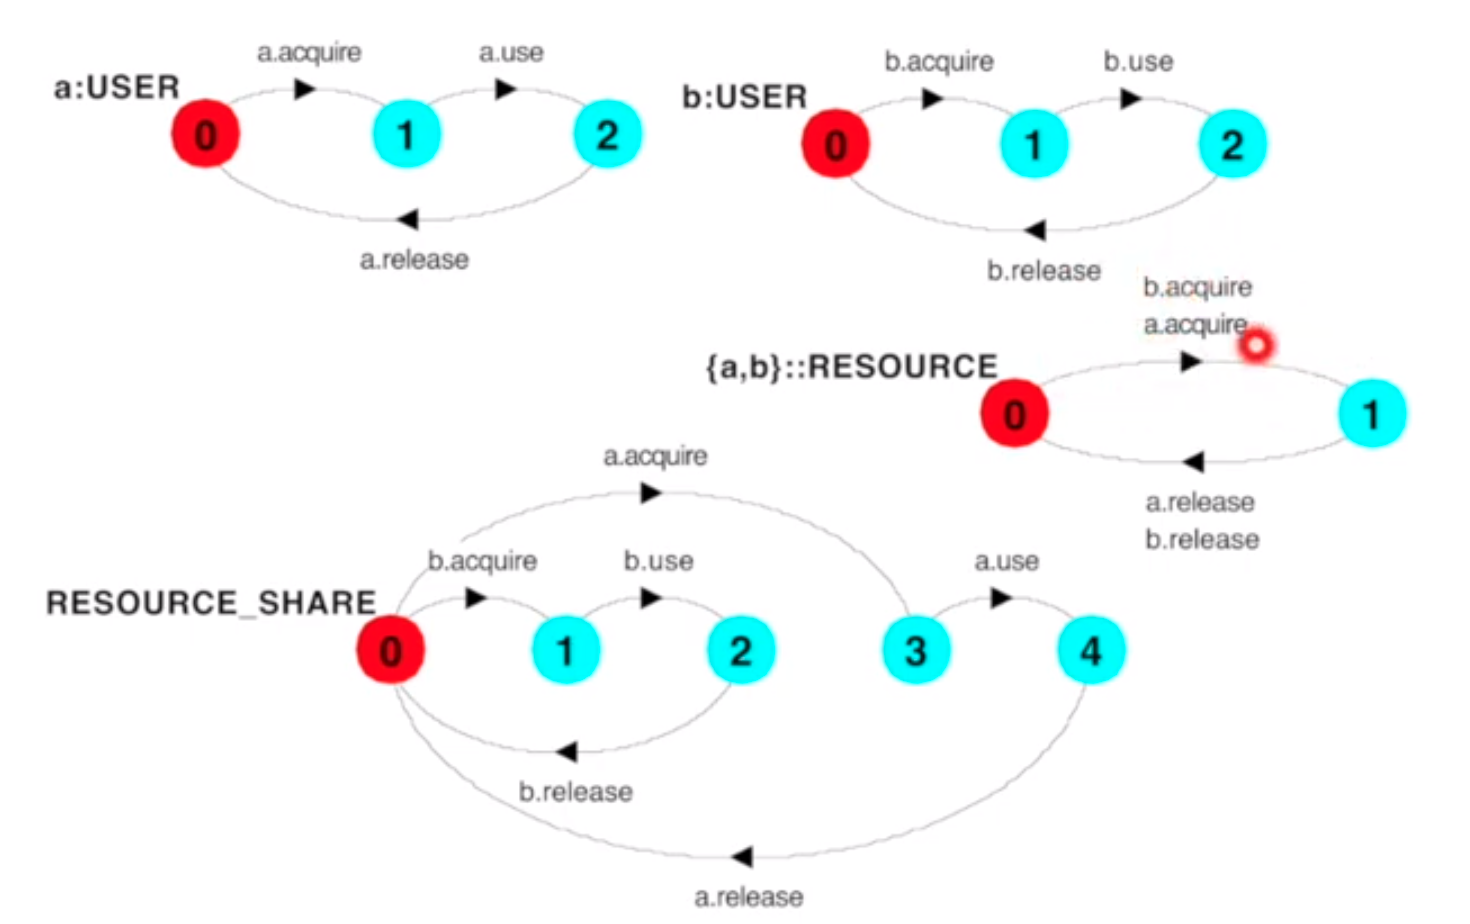 a.acquire
a.use
a:USER
0
1
2
a.release
b.acquire
b.use
b:USER
0
1
2
b.release
b.acquire
a.acquire
{a,b}::RESOURCE
0
1
a.release
b.release
a.acquire
b.acquire
b.use
a.use
RESOURCE_SHARE
0
1
2
3
4
b.release
a.release